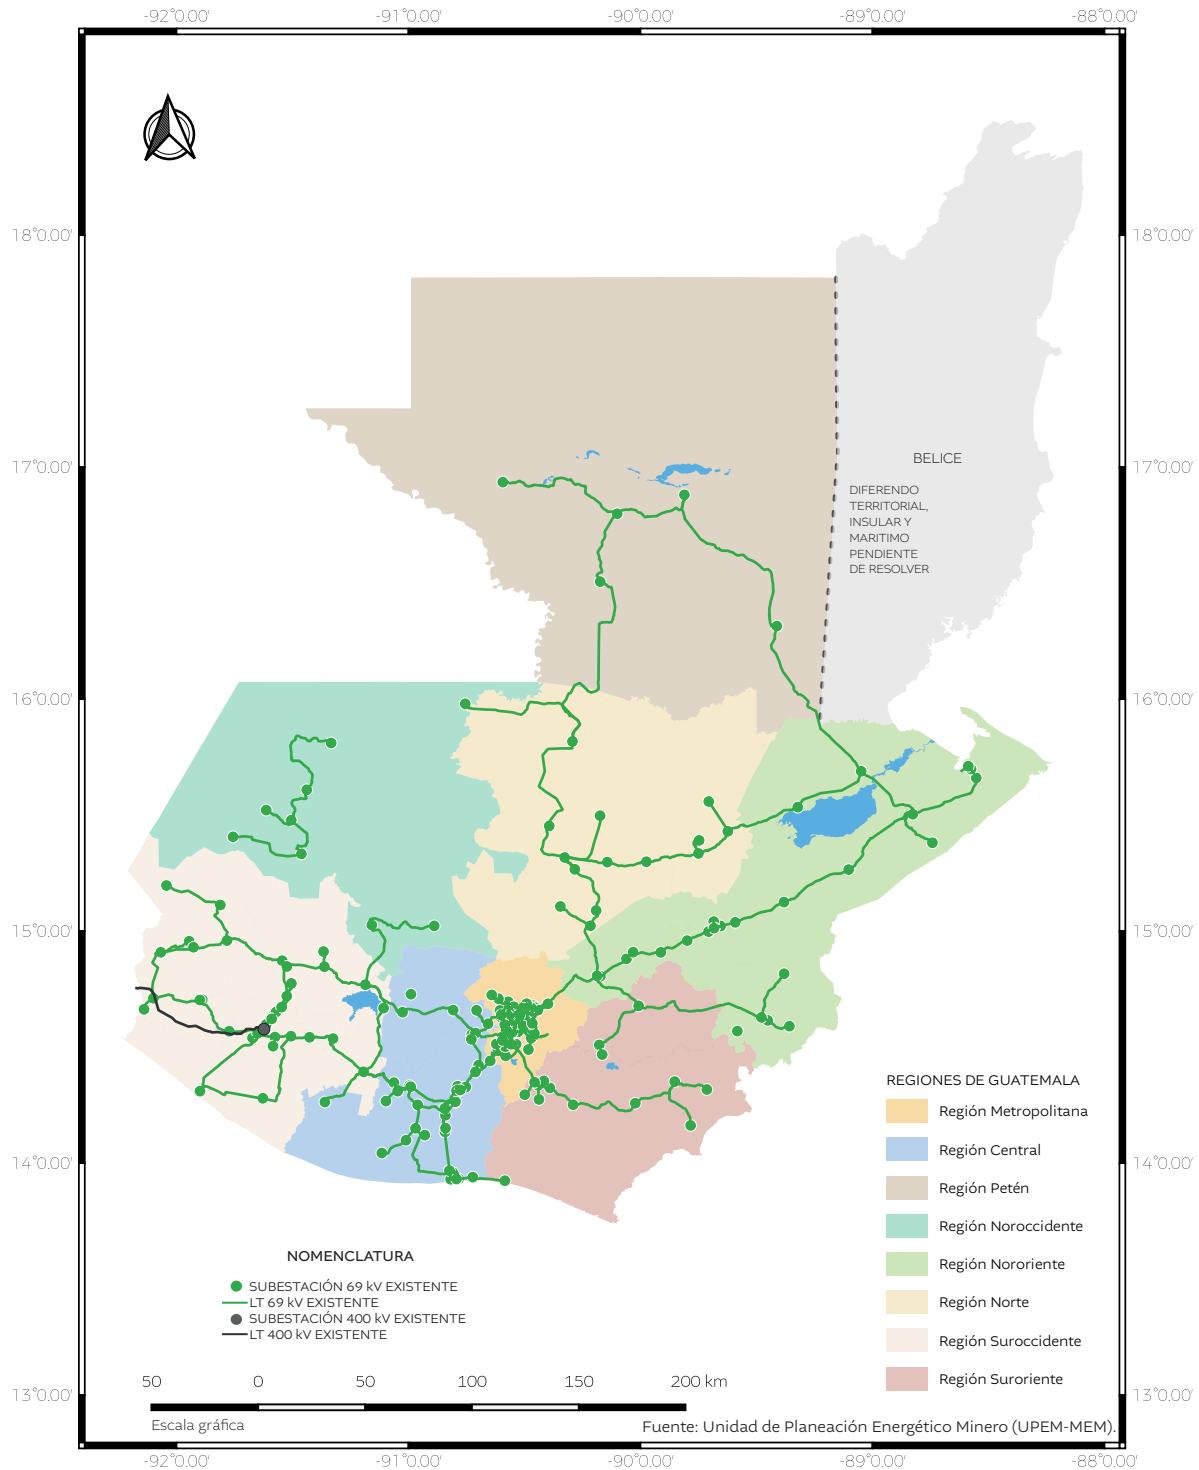 -92°0.00'
-91°0.00'
-90°0.00'
-89°0.00'
-88°0.00'
18°0.00'
18°0.00'
17°0.00'
17°0.00'
BELICE
DIFERENDO
TERRITORIAL,
INSULAR Y
MARITIMO
PENDIENTE
DE RESOLVER
16°0.00'
16°0.00'
15°0.00'
15°0.00'
14°0.00'
14°0.00'
REGIONES DE GUATEMALA
Región Metropolitana
Región Central
Región Petén
Región Noroccidente
Región Nororiente
Región Norte
Región Suroccidente
Región Suroriente
NOMENCLATURA
SUBESTACIÓN 69 kV EXISTENTE
LT 69 kV EXISTENTE
SUBESTACIÓN 400 kV EXISTENTE
LT 400 kV EXISTENTE
50 0 50 100 150 200 km
Escala gráfica
13°0.00'
13°0.00'
Fuente: Unidad de Planeación Energético Minero (UPEM-MEM).
-92°0.00'
-91°0.00'
-90°0.00'
-89°0.00'
-88°0.00'